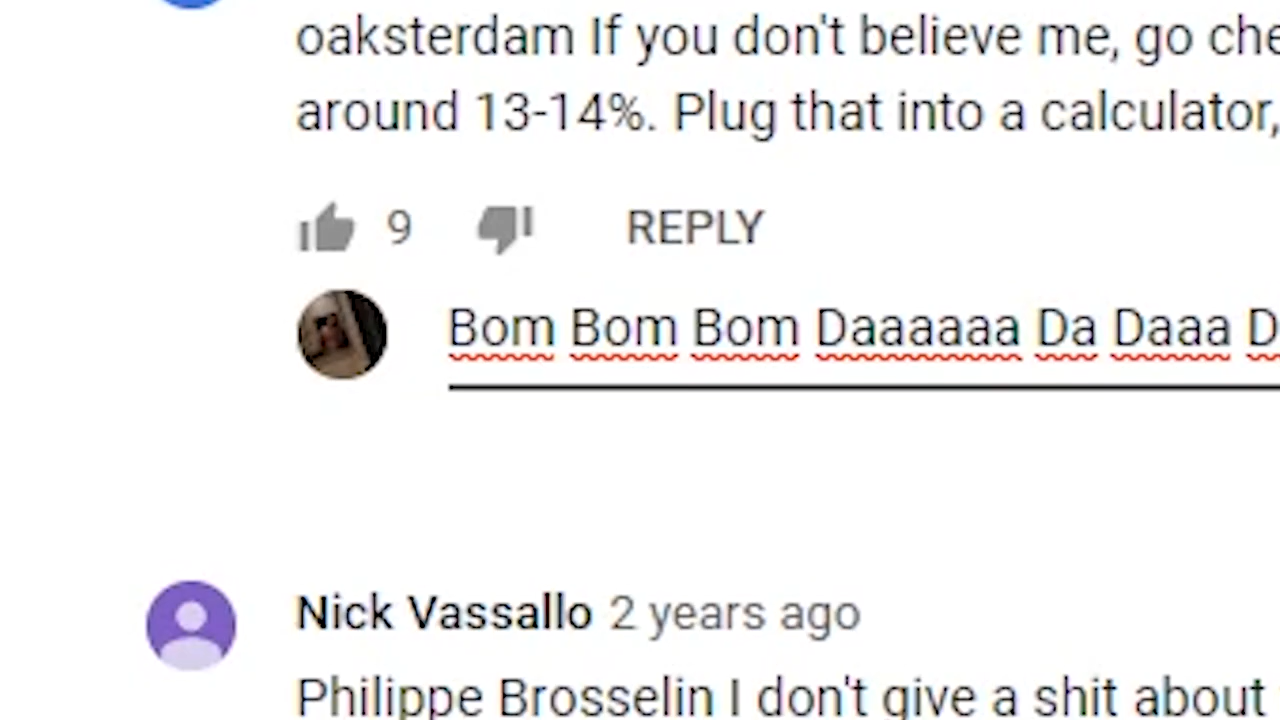 oaksterdam If you don't believe me, go che
around 13-14%. Plug that into a calculator,
9 REPLY
Bom Bom Bom Daaaaaa Da Daaa D
Nick Vassallo 2 years ago
Philippe Brosselin I don't give a shit about